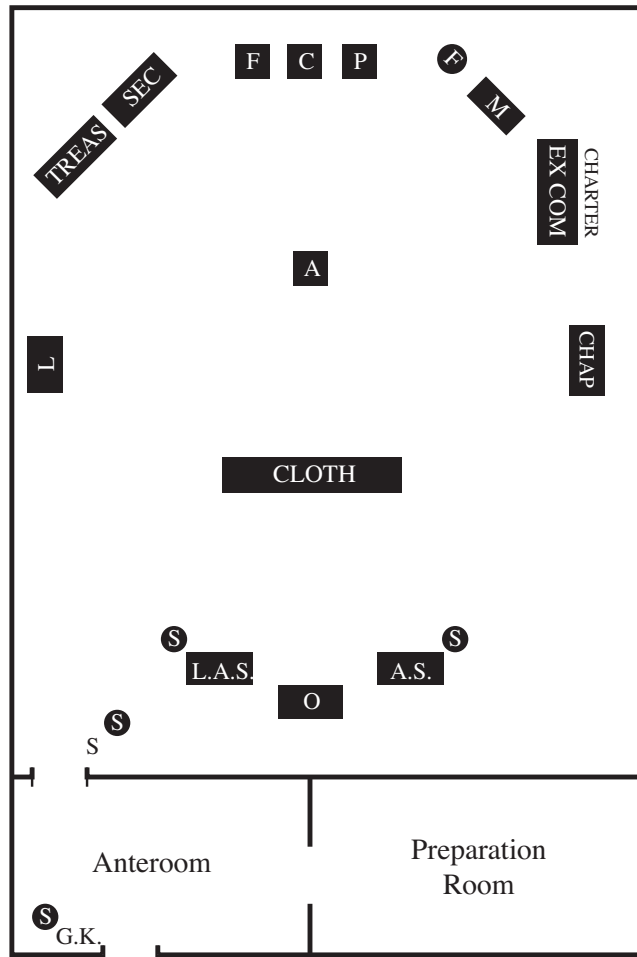 F
C
P
F
SEC
M
TREAS
EX COM
CHARTER
A
L
CHAP
CLOTH
S
S
L.A.S.
A.S.
O
S
S
Anteroom
Preparation
Room
S
G.K.